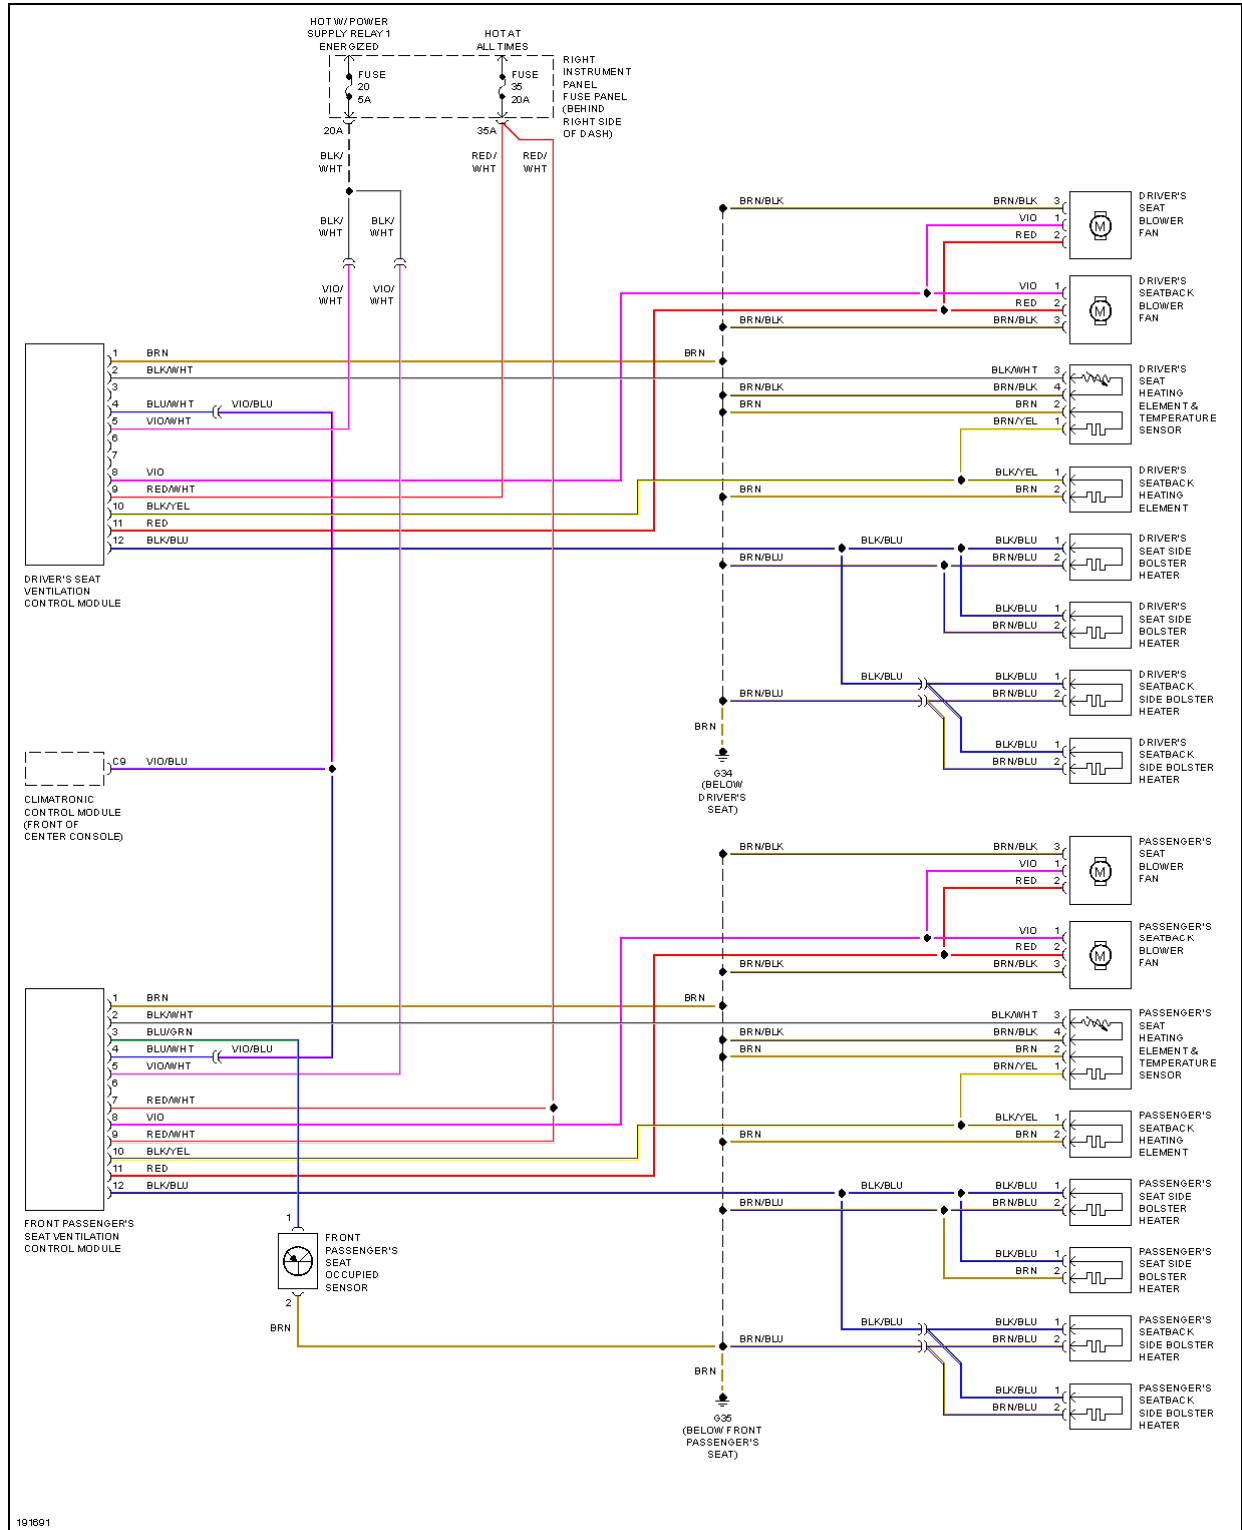 HOT W/ POWER
SUPPLY RELAY 1
ENERGIZED
HOT AT
ALL TIMES
FUSE
20
5A
FUSE
35
20A
RIGHT
INSTRUMENT
PANEL
FUSE PANEL
(BEHIND
RIGHT SIDE
OF DASH)
20A
35A
BLK/
WHT
RED/
WHT
RED/
WHT
BLK/
WHT
BLK/
WHT
VIO/
WHT
VIO/
WHT
BRN/BLK
BRN/BLK 3
VIO 1
RED 2
M
DRIVER'S
SEAT
BLOWER
FAN
VIO 1
RED 2
BRN/BLK
BRN/BLK 3
M
DRIVER'S
SEATBACK
BLOWER
FAN
1 BRN
BRN
2 BLK/WHT
3
4 BLU/WHT
VIO/BLU
5 VIO/WHT
6
7
8 VIO
9 RED/WHT
10 BLK/YEL
11 RED
12 BLK/BLU
DRIVER'S SEAT
VENTILATION
CONTROL MODULE
BLK/WHT 3
BRN/BLK
BRN/BLK 4
BRN
BRN 2
BRN/YEL 1
DRIVER'S
SEAT
HEATING
ELEMENT &
TEMPERATURE
SENSOR
BLK/YEL 1
BRN
BRN 2
DRIVER'S
SEATBACK
HEATING
ELEMENT
BLK/BLU
BLK/BLU 1
BRN/BLU
BRN/BLU 2
DRIVER'S
SEAT SIDE
BOLSTER
HEATER
BLK/BLU 1
BRN/BLU 2
DRIVER'S
SEAT SIDE
BOLSTER
HEATER
BLK/BLU
BLK/BLU 1
BRN/BLU
BRN/BLU 2
DRIVER'S
SEATBACK
SIDE BOLSTER
HEATER
BRN
BLK/BLU 1
BRN/BLU 2
DRIVER'S
SEATBACK
SIDE BOLSTER
HEATER
G34
(BELOW
DRIVER'S
SEAT)
C9 VIO/BLU
CLIMATRONIC
CONTROL MODULE
(FRONT OF
CENTER CONSOLE)
BRN/BLK
BRN/BLK 3
VIO 1
RED 2
M
PASSENGER'S
SEAT
BLOWER
FAN
VIO 1
RED 2
BRN/BLK
BRN/BLK 3
M
PASSENGER'S
SEATBACK
BLOWER
FAN
1 BRN
BRN
2 BLK/WHT
3 BLU/GRN
4 BLU/WHT
VIO/BLU
5 VIO/WHT
6
7 RED/WHT
8 VIO
9 RED/WHT
10 BLK/YEL
11 RED
12 BLK/BLU
FRONT PASSENGER'S
SEAT VENTILATION
CONTROL MODULE
BLK/WHT 3
BRN/BLK
BRN/BLK 4
BRN
BRN 2
BRN/YEL 1
PASSENGER'S
SEAT
HEATING
ELEMENT &
TEMPERATURE
SENSOR
BLK/YEL 1
BRN
BRN 2
PASSENGER'S
SEATBACK
HEATING
ELEMENT
BLK/BLU
BLK/BLU 1
BRN/BLU
BRN/BLU 2
PASSENGER'S
SEAT SIDE
BOLSTER
HEATER
1
FRONT
PASSENGER'S
SEAT
OCCUPIED
SENSOR
2
BRN
BLK/BLU 1
BRN 2
PASSENGER'S
SEAT SIDE
BOLSTER
HEATER
BLK/BLU
BLK/BLU 1
BRN/BLU
BRN/BLU 2
PASSENGER'S
SEATBACK
SIDE BOLSTER
HEATER
BRN
BLK/BLU 1
BRN/BLU 2
PASSENGER'S
SEATBACK
SIDE BOLSTER
HEATER
G35
(BELOW FRONT
PASSENGER'S
SEAT)
191691